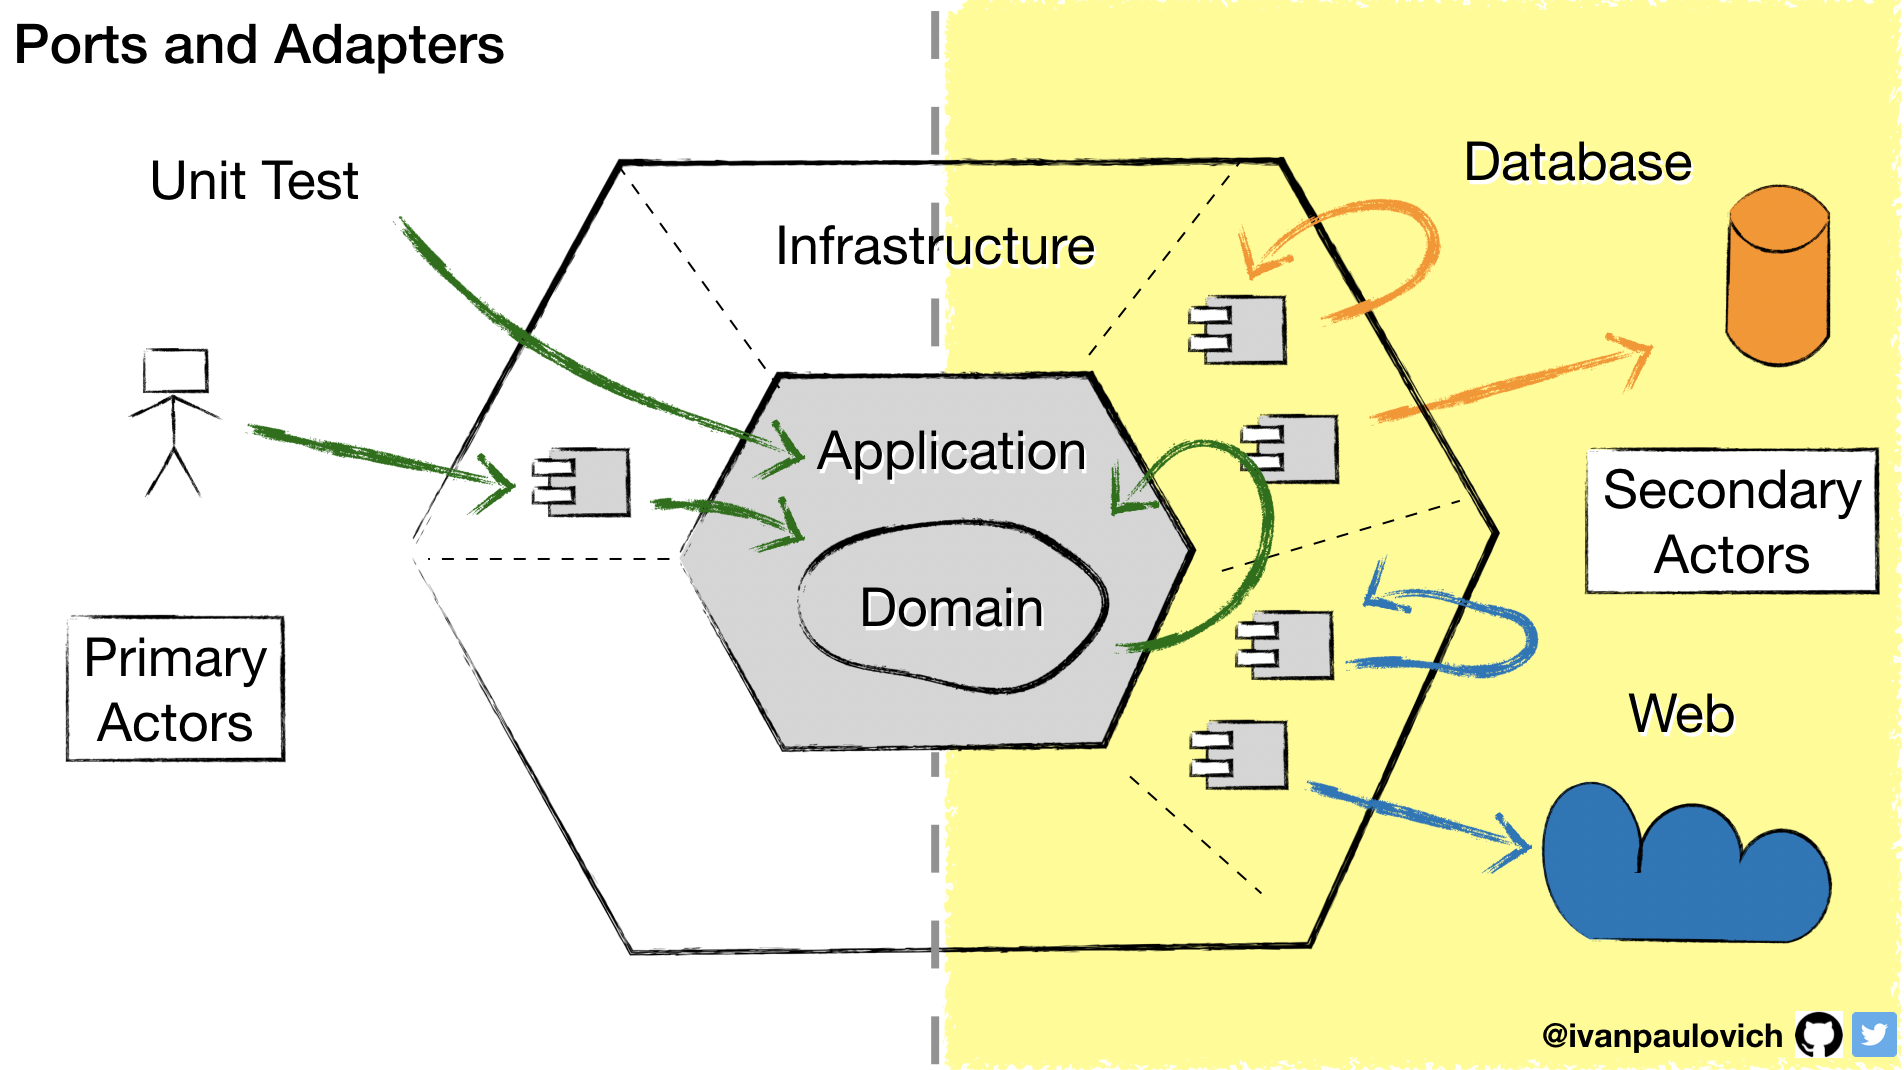 Ports and Adapters
Unit Test
Infrastructure
Database
Application
Domain
Primary
Actors
Secondary
Actors
Web
@ivanpaulovich